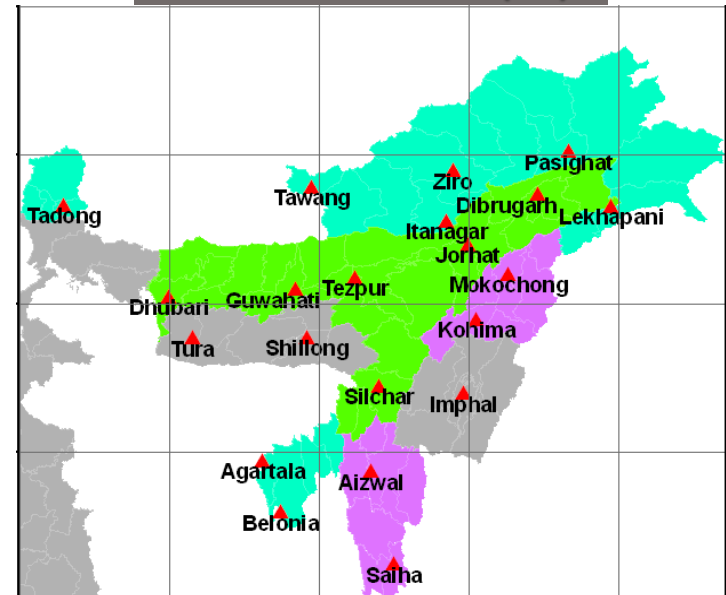 Pasighat
Ziro
Tawang
Dibrugarh
Tadong
Lekhapani
Itanagar
Jorhat
Tezpur
Mokochong
Guwahati
Dhubari
Kohima
Tura
Shillong
Silchar
Imphal
Agartala
Aizwal
Belonia
Saiha